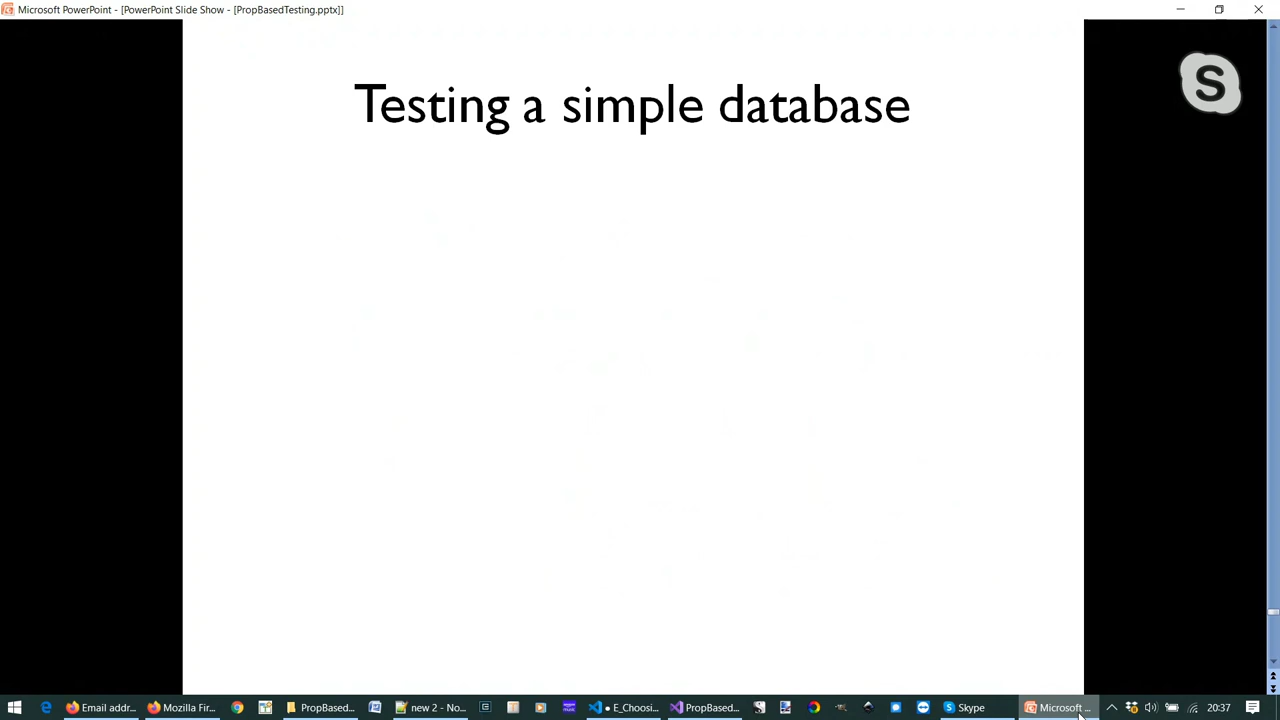 Microsoft PowerPoint - [PowerPoint Slide Show - [PropBasedTesting.pptx]]
S
Testing a simple database
Email addr...
Mozilla Fir...
PropBased...
new 2 - No...
● E_Choosi...
PropBased...
Skype
Microsoft ...
20:37